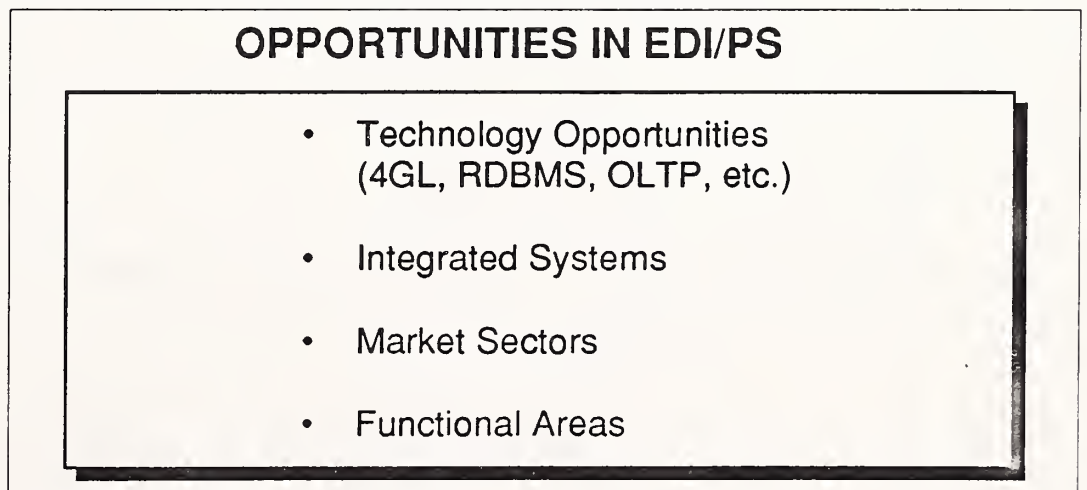 OPPORTUNITIES IN EDI/PS
• Technology Opportunities
(4GL, RDBMS, OLTP, etc.)
• Integrated Systems
• Market Sectors
• Functional Areas